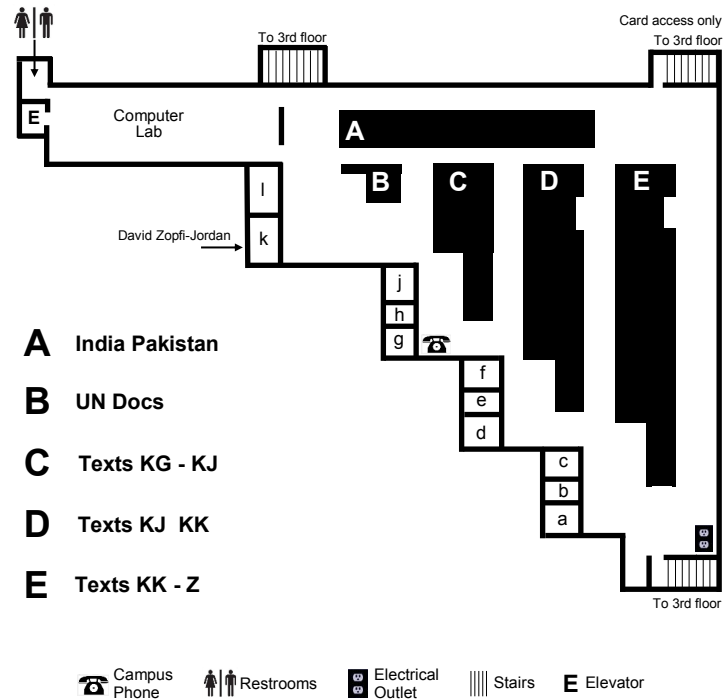 Card access only
To 3rd floor
To 3rd floor
E
Computer
Lab
A
B
C
D
E
l
k
David Zopfi-Jordan
j
h
g
f
e
d
c
b
a
A India Pakistan
B UN Docs
C Texts KG - KJ
D Texts KJ KK
E Texts KK - Z
To 3rd floor
Campus
Phone
Restrooms
Electrical
Outlet
Stairs
E Elevator